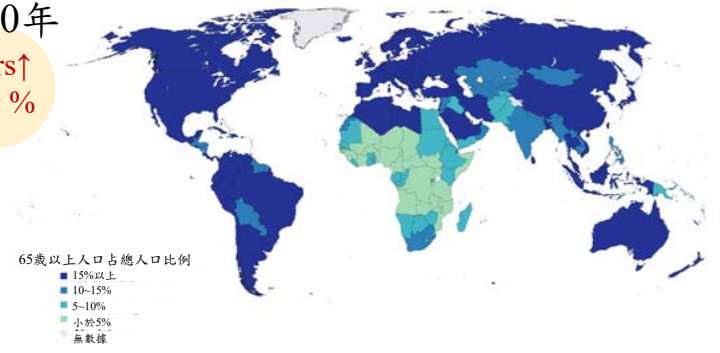 0年
rs↑
%
65歲以上人口占總人口比例
15%以上
10~15%
5~10%
小於5%
無數據